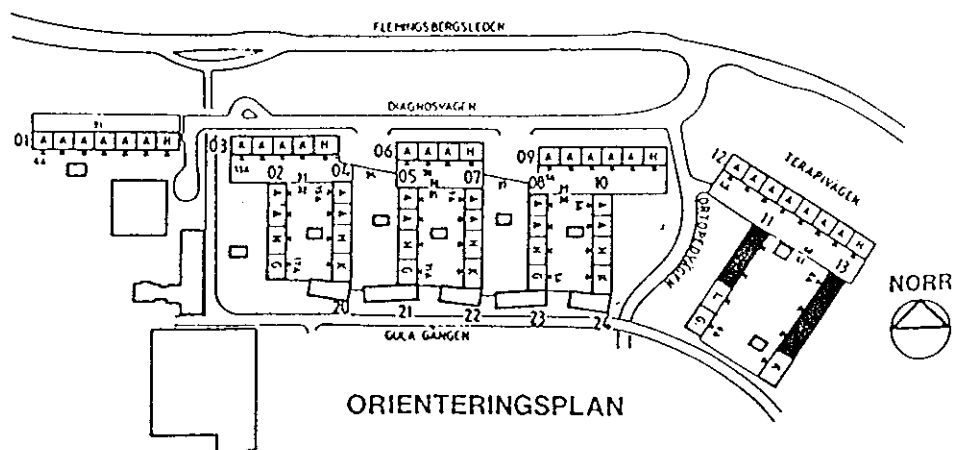 FLEMINGSBERGSLEDEN
DIAGNOSVÄGEN
01 A A A A A A H
03 A A A A H
06 A A A H
09 A A A A A H
12 A A A A A A A H
TERAPIVÄGEN
02
04
05
07
08
10
11
13
A A H G
A A H K
A A H G
A A H K
A A H G
A A H K
L G
K
ORTOPEDVÄGEN
NORR
20
21
22
23
24
GULA GÅNGEN
ORIENTERINGSPLAN